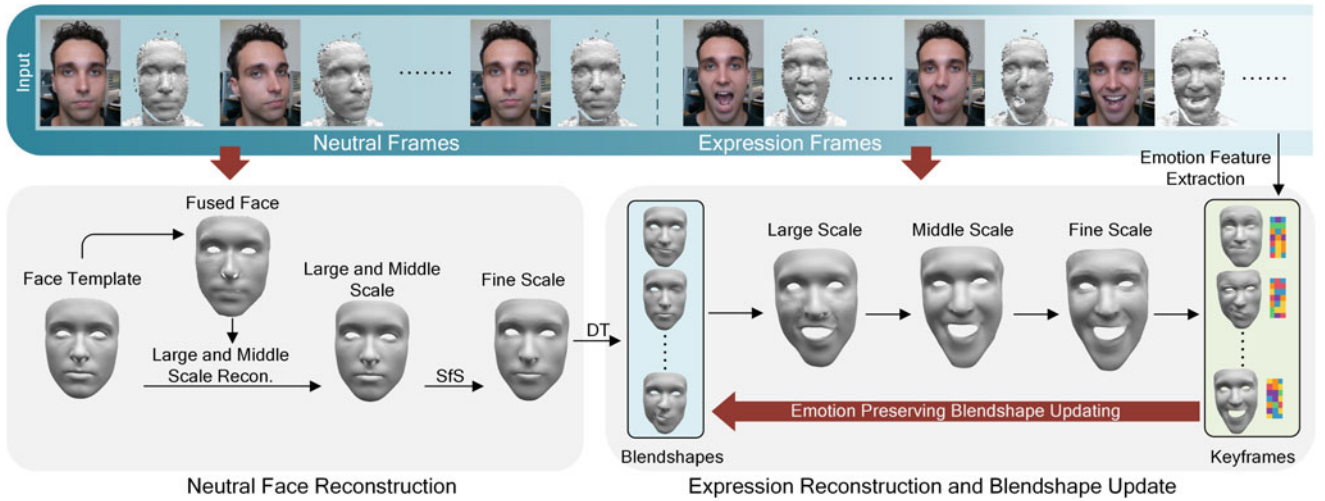 Input
Neutral Frames
Expression Frames
Emotion Feature
Extraction
Fused Face
Face Template
Large and Middle
Scale
Fine Scale
Large and Middle
Scale Recon.
SfS
DT
Large Scale
Middle Scale
Fine Scale
Emotion Preserving Blendshape Updating
Blendshapes
Keyframes
Neutral Face Reconstruction
Expression Reconstruction and Blendshape Update